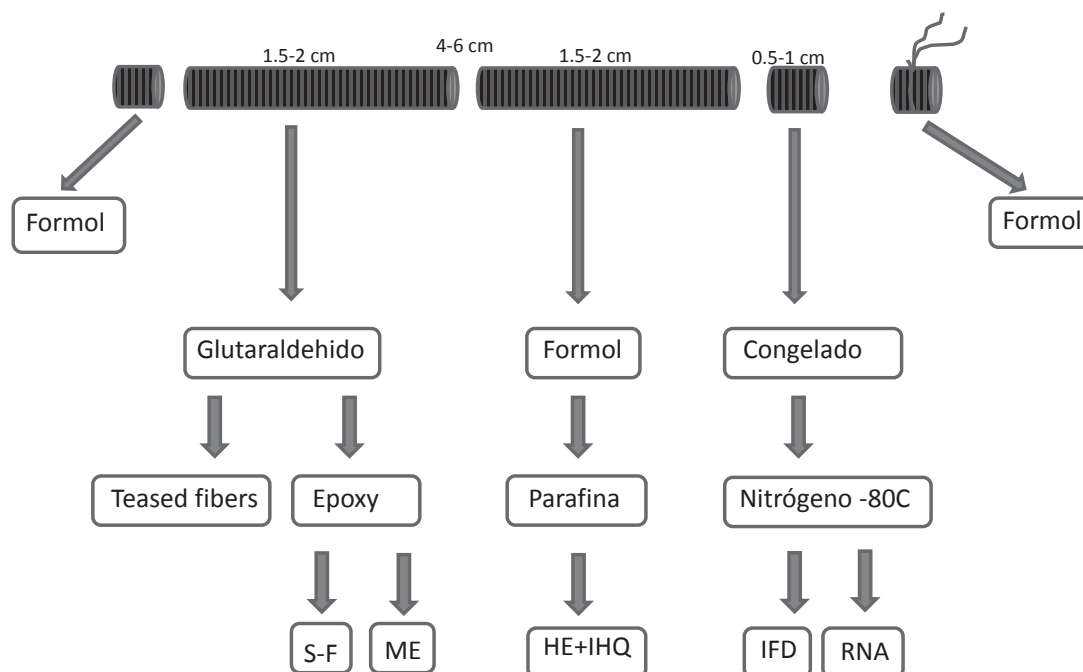 4-6 cm
1.5-2 cm
1.5-2 cm
0.5-1 cm
Formol
Formol
Glutaraldehido
Formol
Congelado
Teased fibers
Epoxy
Parafina
Nitrógeno -80C
S-F
ME
HE+IHQ
IFD
RNA